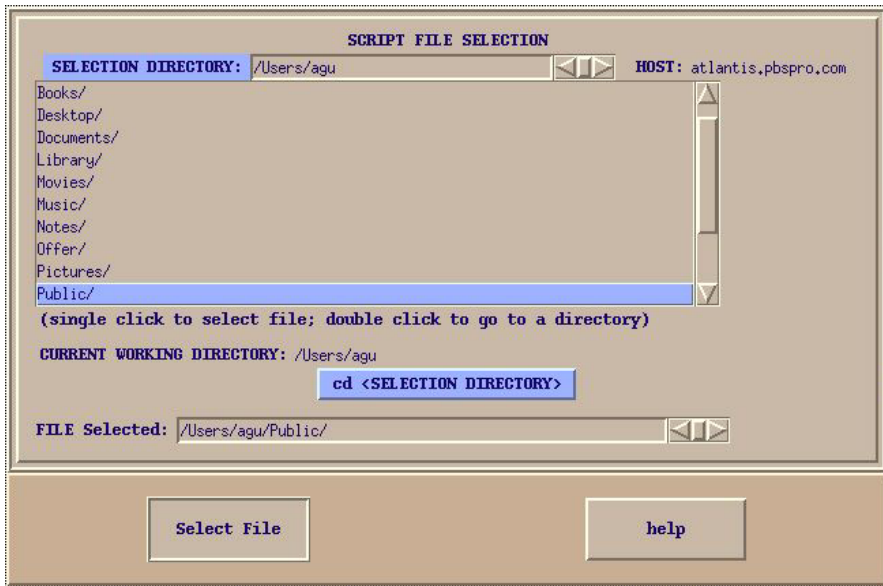 SCRIPT FILE SELECTION
SELECTION DIRECTORY: /Users/agu HOST: atlantis.pbspro.com
Books/
Desktop/
Documents/
Library/
Movies/
Music/
Notes/
Offer/
Pictures/
Public/
(single click to select file; double click to go to a directory)
CURRENT WORKING DIRECTORY: /Users/agu
cd <SELECTION DIRECTORY>
FILE Selected: /Users/agu/Public/
Select File help